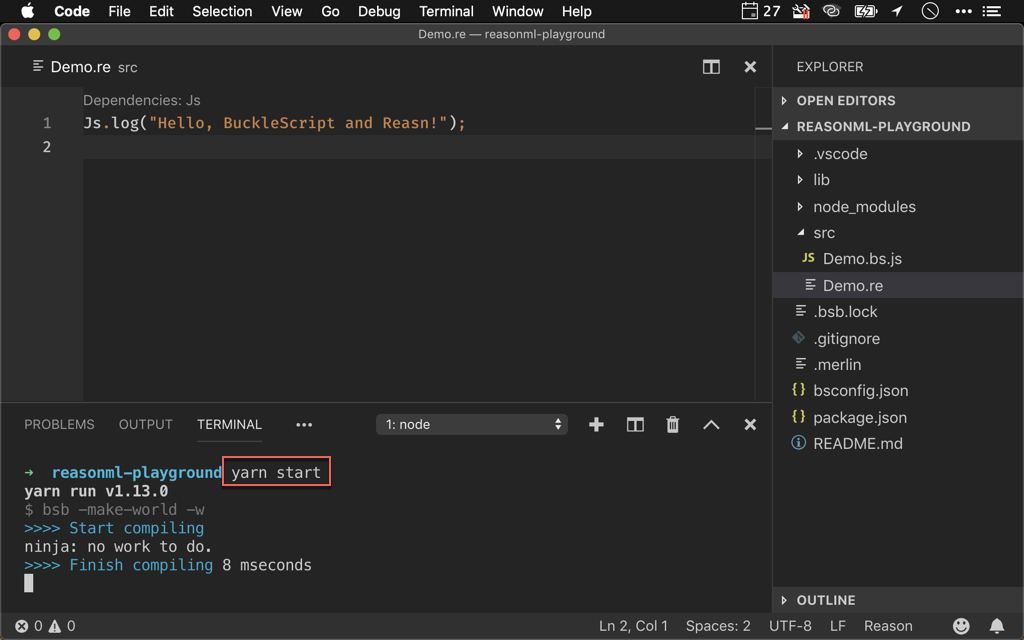 Code File Edit Selection View Go Debug Terminal Window Help 27
Demo.re — reasonml-playground
Demo.re src
Dependencies: Js
1 Js.log("Hello, BuckleScript and Reasn!");
2
EXPLORER
OPEN EDITORS
REASONML-PLAYGROUND
.vscode
lib
node_modules
src
JS Demo.bs.js
Demo.re
.bsb.lock
.gitignore
.merlin
{} bsconfig.json
{} package.json
README.md
OUTLINE
PROBLEMS OUTPUT TERMINAL ••• 1: node
➜ reasonml-playground yarn start
yarn run v1.13.0
$ bsb -make-world -w
>>>> Start compiling
ninja: no work to do.
>>>> Finish compiling 8 mseconds
0 0 Ln 2, Col 1 Spaces: 2 UTF-8 LF Reason